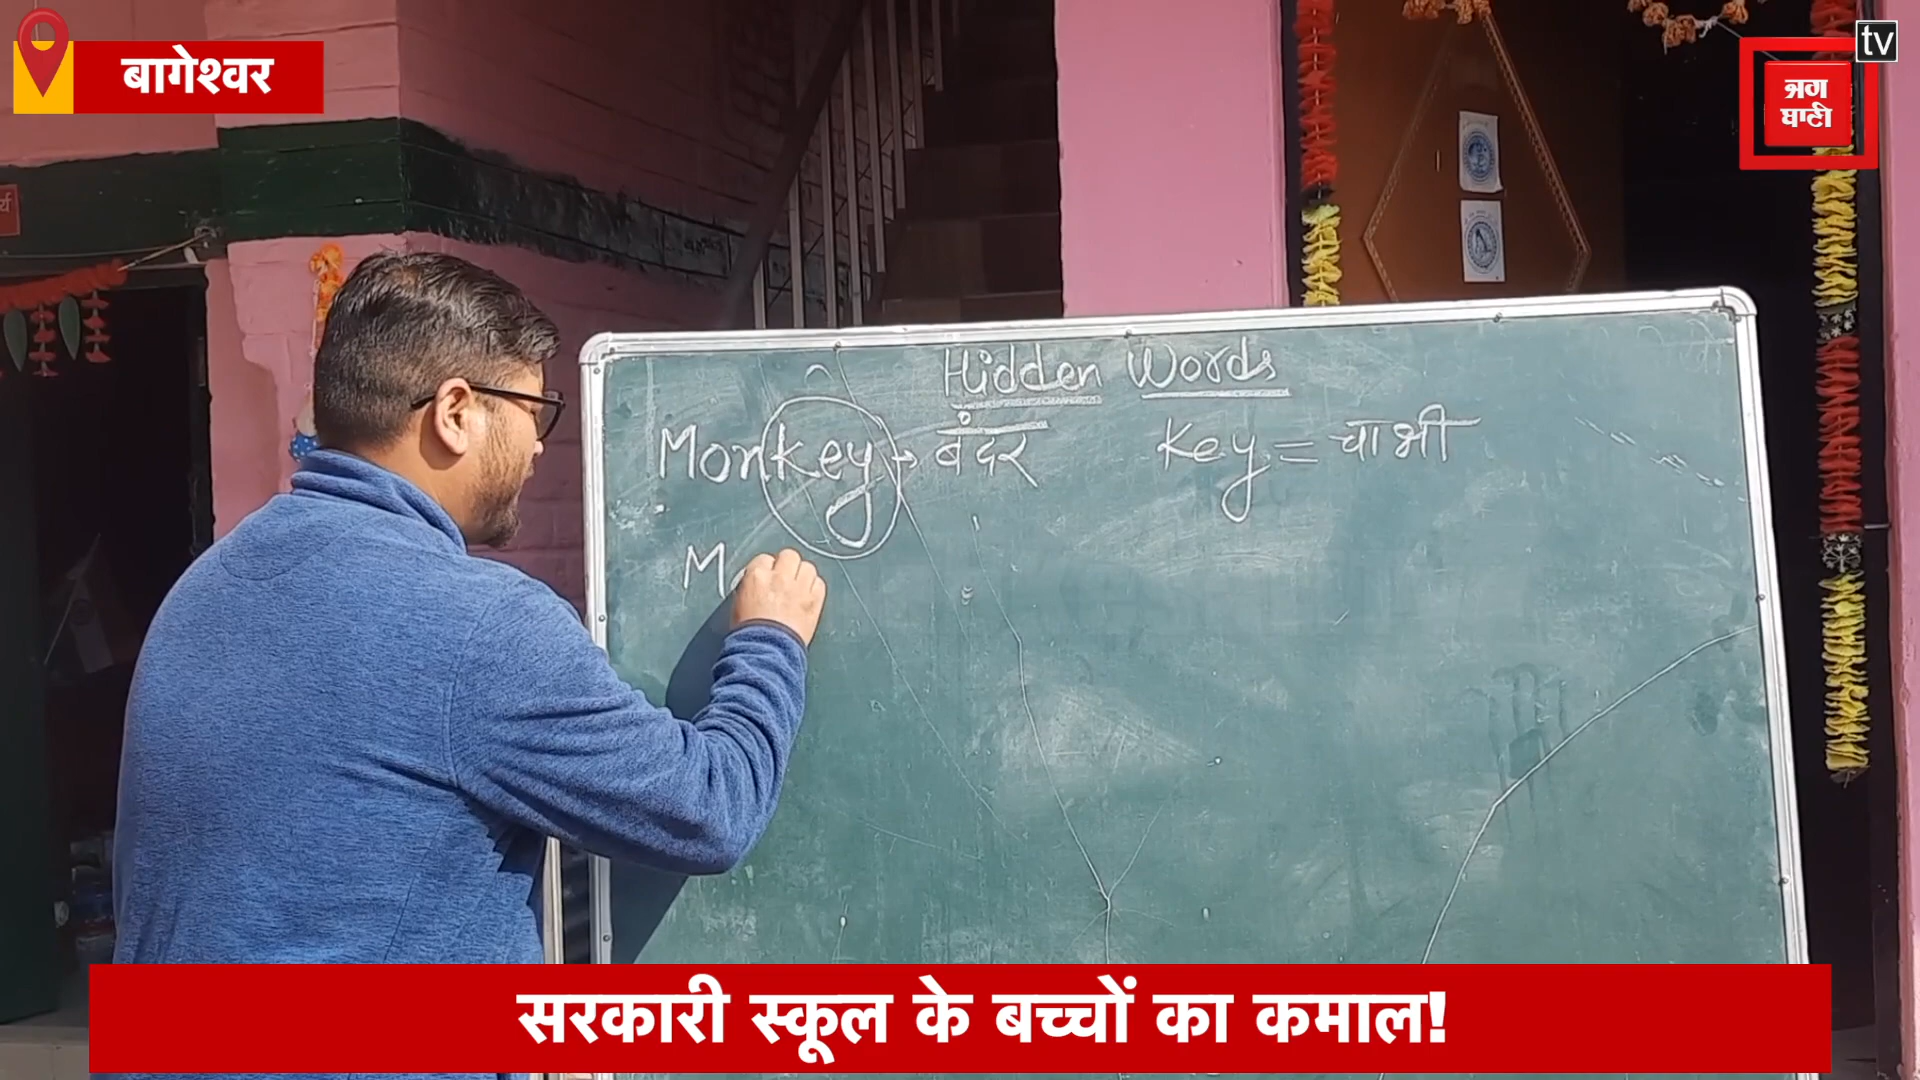 बागेश्वर
tv
जग
घाटी
र्य
Hidden Words
Monkey → बंदर
Key = चाभी
M
सरकारी स्कूल के बच्चों का कमाल!